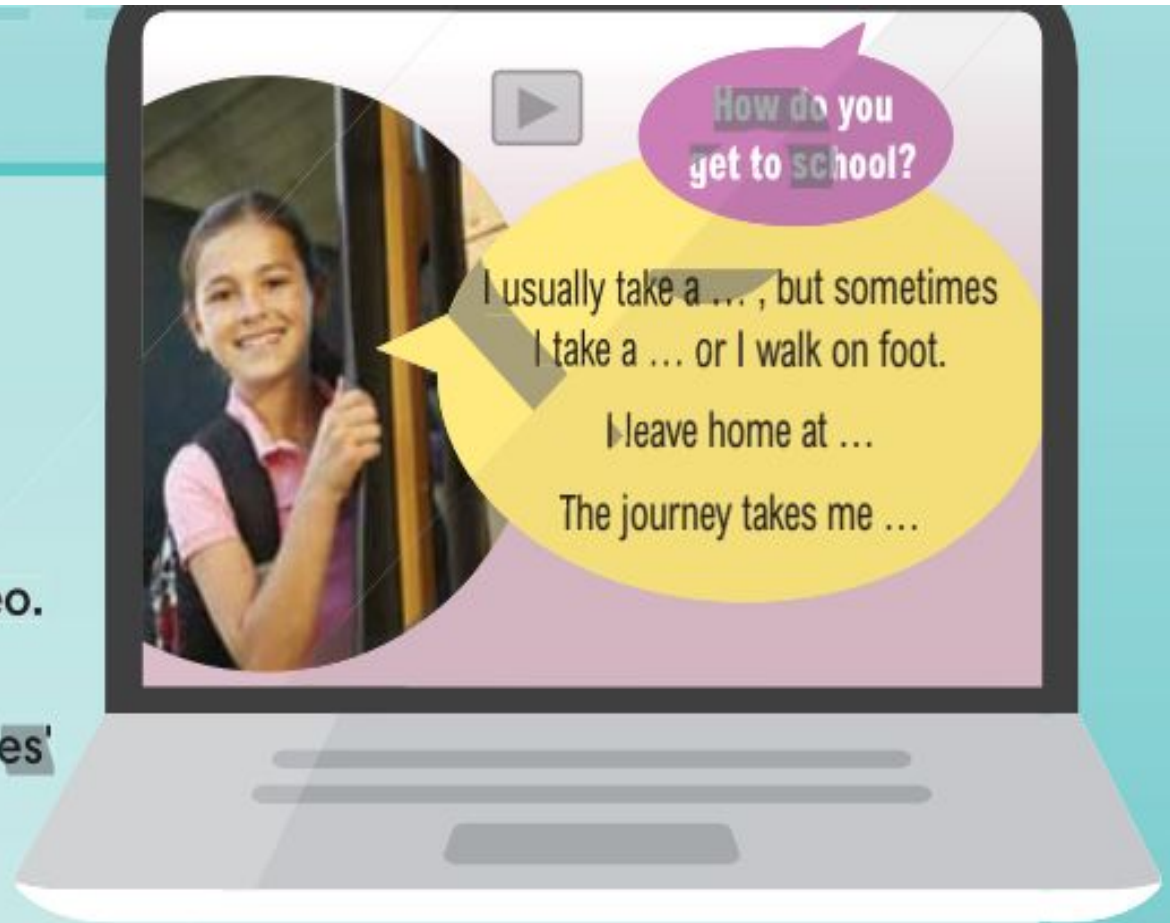 How do you
get to school?
I usually take a ... , but sometimes
I take a ... or I walk on foot.
I leave home at ...
The journey takes me ...
eo.
es'